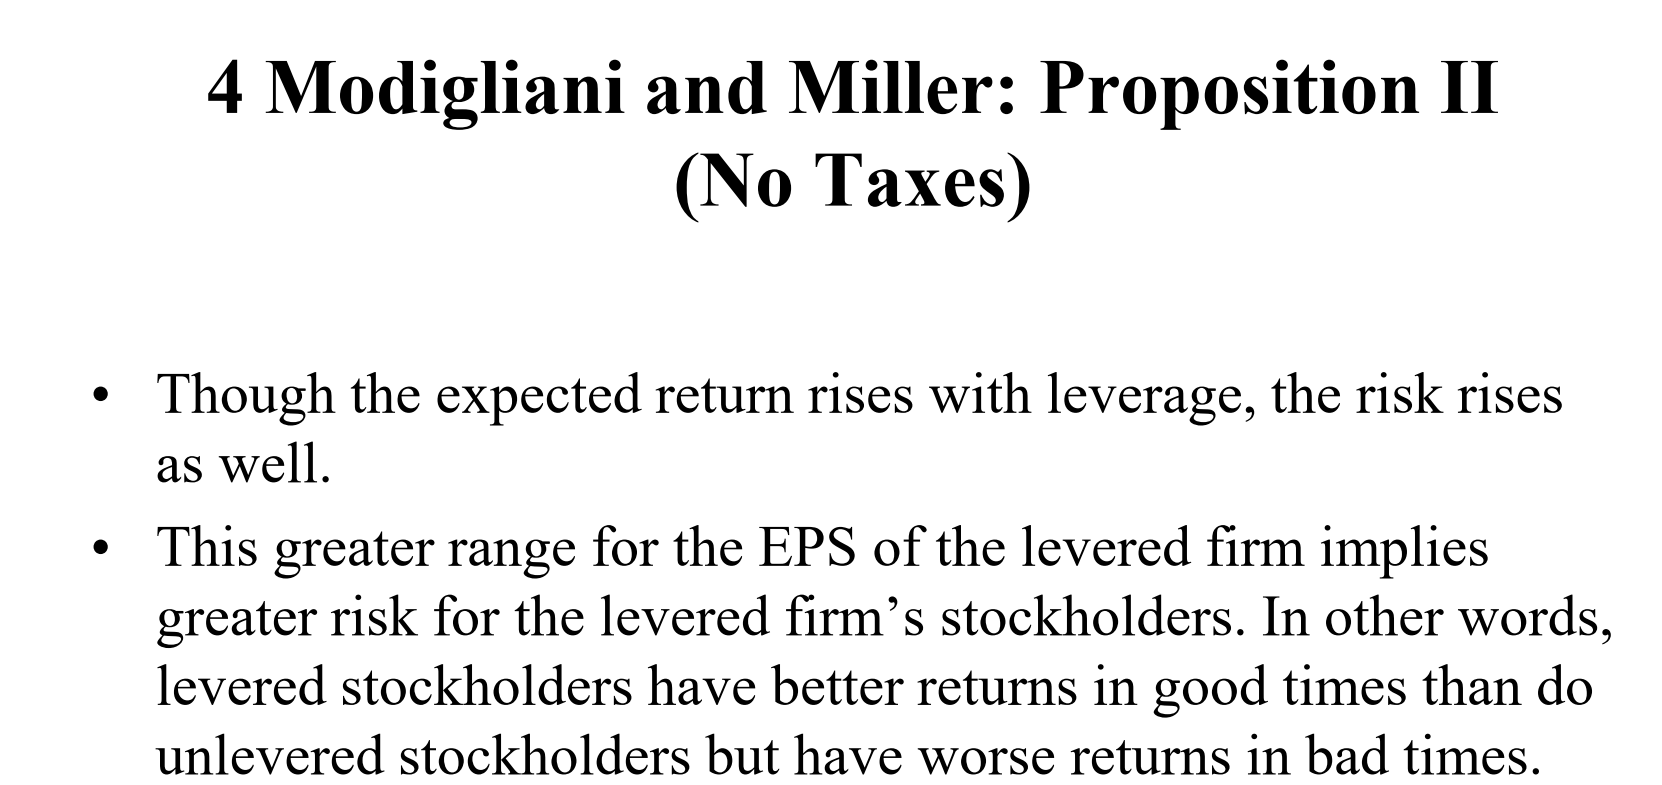 4 Modigliani and Miller: Proposition II
(No Taxes)
• Though the expected return rises with leverage, the risk rises
as well.
• This greater range for the EPS of the levered firm implies
greater risk for the levered firm’s stockholders. In other words,
levered stockholders have better returns in good times than do
unlevered stockholders but have worse returns in bad times.